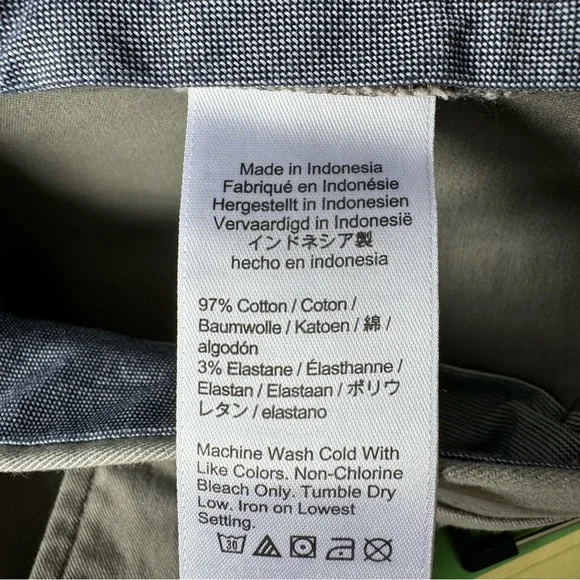 Made in Indonesia
Fabriqué en Indonésie
Hergestellt in Indonesien
Vervaardigd in Indonesië
インドネシア製
hecho en indonesia
97% Cotton / Coton /
Baumwolle / Katoen / 綿 /
algodón
3% Elastane / Élasthanne /
Elastan / Elastaan / ポリウ
レタン / elastano
Machine Wash Cold With
Like Colors. Non-Chlorine
Bleach Only. Tumble Dry
Low. Iron on Lowest
Setting.
30